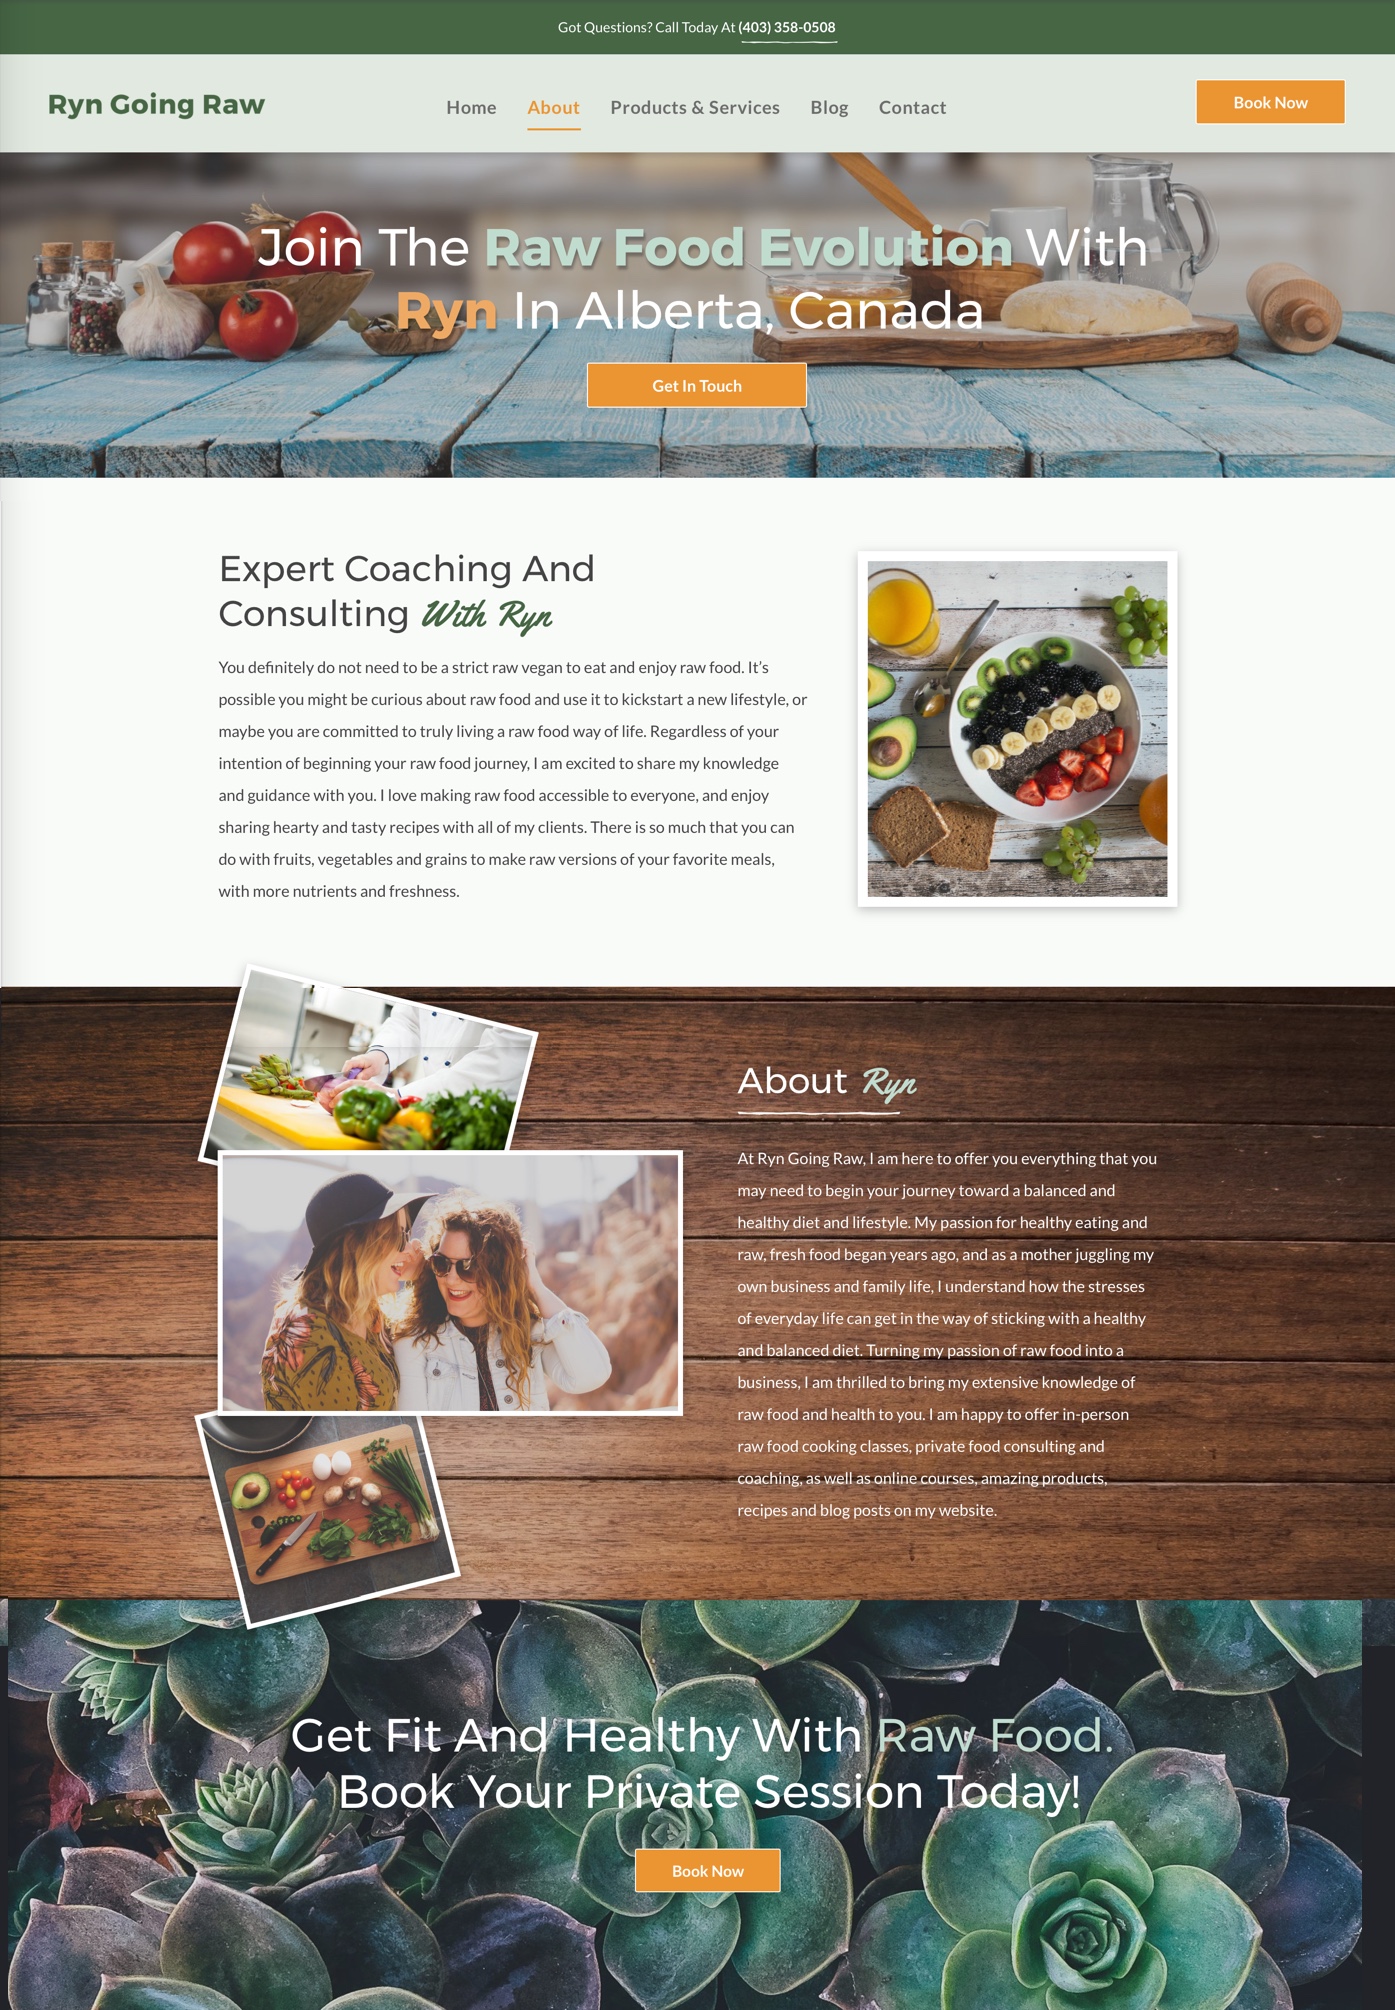 Got Questions? Call Today At (403) 358-0508
Ryn Going Raw
Home
About
Products & Services
Blog
Contact
Book Now
Join The Raw Food Evolution With
Ryn In Alberta, Canada
Get In Touch
Expert Coaching And
Consulting With Ryn
You definitely do not need to be a strict raw vegan to eat and enjoy raw food. It's
possible you might be curious about raw food and use it to kickstart a new lifestyle, or
maybe you are committed to truly living a raw food way of life. Regardless of your
intention of beginning your raw food journey, I am excited to share my knowledge
and guidance with you. I love making raw food accessible to everyone, and enjoy
sharing hearty and tasty recipes with all of my clients. There is so much that you can
do with fruits, vegetables and grains to make raw versions of your favorite meals,
with more nutrients and freshness.
About Ryn
At Ryn Going Raw, I am here to offer you everything that you
may need to begin your journey toward a balanced and
healthy diet and lifestyle. My passion for healthy eating and
raw, fresh food began years ago, and as a mother juggling my
own business and family life, I understand how the stresses
of everyday life can get in the way of sticking with a healthy
and balanced diet. Turning my passion of raw food into a
business, I am thrilled to bring my extensive knowledge of
raw food and health to you. I am happy to offer in-person
raw food cooking classes, private food consulting and
coaching, as well as online courses, amazing products,
recipes and blog posts on my website.
Get Fit And Healthy With Raw Food.
Book Your Private Session Today!
Book Now